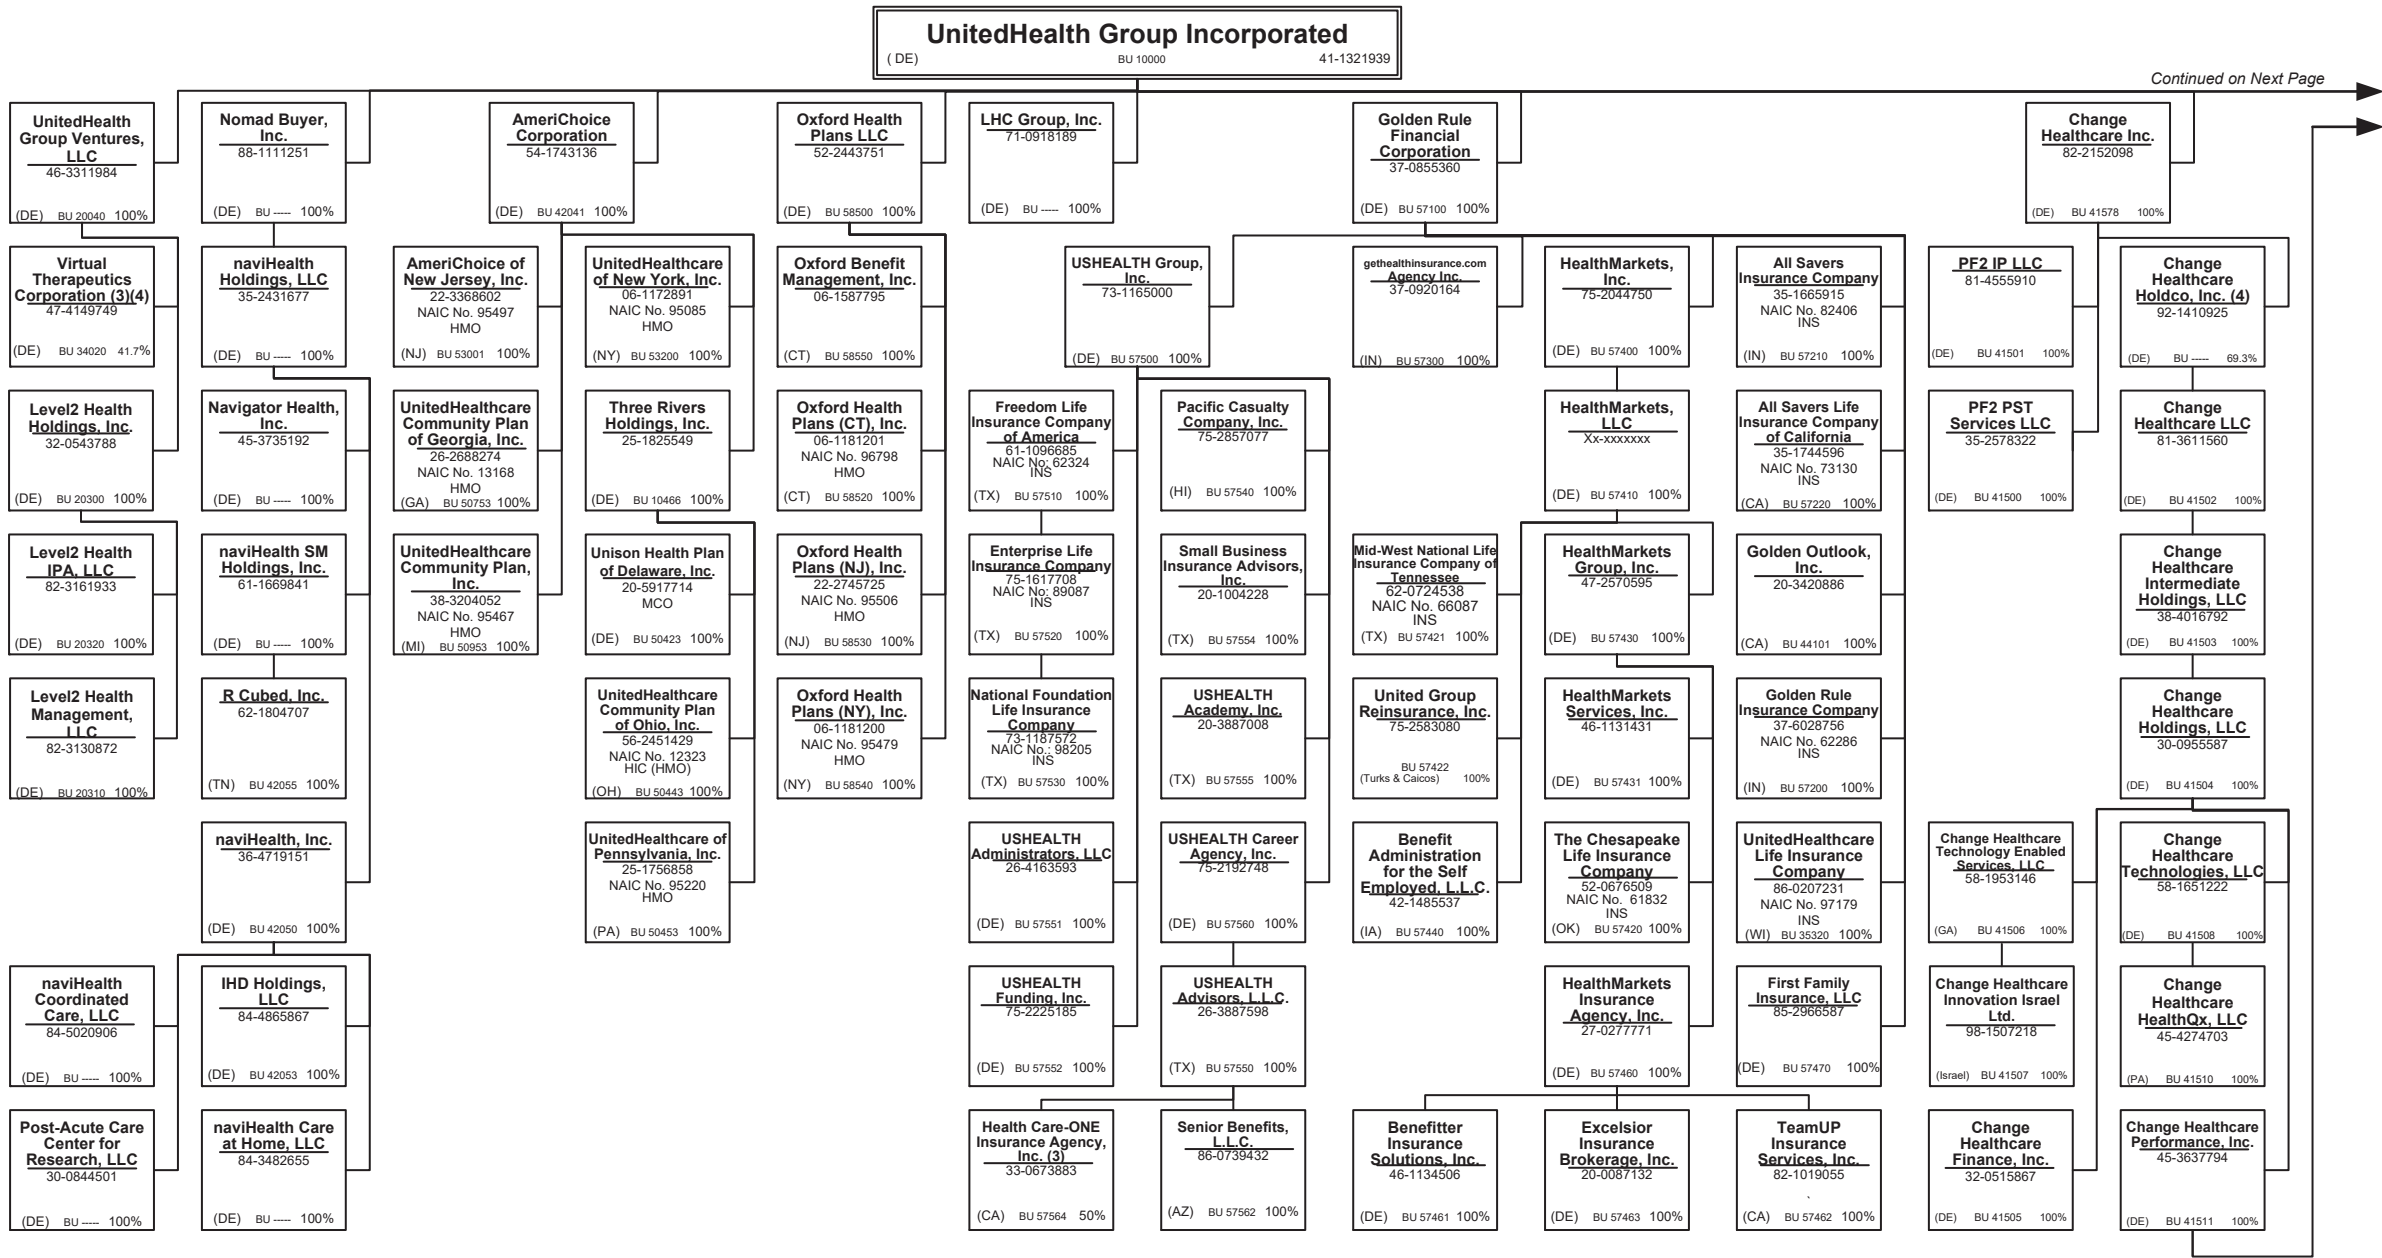 UnitedHealth Group Incorporated
( DE) BU 10000 41-1321939
Continued on Next Page
UnitedHealth
Group Ventures,
LLC
46-3311984
(DE) BU 20040 100%
Nomad Buyer,
Inc.
88-1111251
(DE) BU ----- 100%
AmeriChoice
Corporation
54-1743136
(DE) BU 42041 100%
Oxford Health
Plans LLC
52-2443751
(DE) BU 58500 100%
LHC Group, Inc.
71-0918189
(DE) BU ----- 100%
Golden Rule
Financial
Corporation
37-0855360
(DE) BU 57100 100%
Change
Healthcare Inc.
82-2152098
(DE) BU 41578 100%
Virtual
Therapeutics
Corporation (3)(4)
47-4149749
(DE) BU 34020 41.7%
naviHealth
Holdings, LLC
35-2431677
(DE) BU ----- 100%
AmeriChoice of
New Jersey, Inc.
22-3368602
NAIC No. 95497
HMO
(NJ) BU 53001 100%
UnitedHealthcare
of New York, Inc.
06-1172891
NAIC No. 95085
HMO
(NY) BU 53200 100%
Oxford Benefit
Management, Inc.
06-1587795
(CT) BU 58550 100%
USHEALTH Group,
Inc.
73-1165000
(DE) BU 57500 100%
gethealthinsurance.com
Agency Inc.
37-0920164
(IN) BU 57300 100%
HealthMarkets,
Inc.
75-2044750
(DE) BU 57400 100%
All Savers
Insurance Company
35-1665915
NAIC No. 82406
INS
(IN) BU 57210 100%
PF2 IP LLC
81-4555910
(DE) BU 41501 100%
Change
Healthcare
Holdco, Inc. (4)
92-1410925
(DE) BU ----- 69.3%
Level2 Health
Holdings, Inc.
32-0543788
(DE) BU 20300 100%
Navigator Health,
Inc.
45-3735192
(DE) BU ----- 100%
UnitedHealthcare
Community Plan
of Georgia, Inc.
26-2688274
NAIC No. 13168
HMO
(GA) BU 50753 100%
Three Rivers
Holdings, Inc.
25-1825549
(DE) BU 10466 100%
Oxford Health
Plans (CT), Inc.
06-1181201
NAIC No. 96798
HMO
(CT) BU 58520 100%
Freedom Life
Insurance Company
of America
61-1096685
NAIC No: 62324
INS
(TX) BU 57510 100%
Pacific Casualty
Company, Inc.
75-2857077
(HI) BU 57540 100%
HealthMarkets,
LLC
Xx-xxxxxxx
(DE) BU 57410 100%
All Savers Life
Insurance Company
of California
35-1744596
NAIC No. 73130
INS
(CA) BU 57220 100%
PF2 PST
Services LLC
35-2578322
(DE) BU 41500 100%
Change
Healthcare LLC
81-3611560
(DE) BU 41502 100%
Level2 Health
IPA, LLC
82-3161933
(DE) BU 20320 100%
naviHealth SM
Holdings, Inc.
61-1669841
(DE) BU ----- 100%
UnitedHealthcare
Community Plan,
Inc.
38-3204052
NAIC No. 95467
HMO
(MI) BU 50953 100%
Unison Health Plan
of Delaware, Inc.
20-5917714
MCO
(DE) BU 50423 100%
Oxford Health
Plans (NJ), Inc.
22-2745725
NAIC No. 95506
HMO
(NJ) BU 58530 100%
Enterprise Life
Insurance Company
75-1617708
NAIC No: 89087
INS
(TX) BU 57520 100%
Small Business
Insurance Advisors,
Inc.
20-1004228
(TX) BU 57554 100%
Mid-West National Life
Insurance Company of
Tennessee
62-0724538
NAIC No. 66087
INS
(TX) BU 57421 100%
HealthMarkets
Group, Inc.
47-2570595
(DE) BU 57430 100%
Golden Outlook,
Inc.
20-3420886
(CA) BU 44101 100%
Change
Healthcare
Intermediate
Holdings, LLC
38-4016792
(DE) BU 41503 100%
Level2 Health
Management,
LLC
82-3130872
(DE) BU 20310 100%
R Cubed, Inc.
62-1804707
(TN) BU 42055 100%
UnitedHealthcare
Community Plan
of Ohio, Inc.
56-2451429
NAIC No. 12323
HIC (HMO)
(OH) BU 50443 100%
Oxford Health
Plans (NY), Inc.
06-1181200
NAIC No. 95479
HMO
(NY) BU 58540 100%
National Foundation
Life Insurance
Company
73-1187572
NAIC No.: 98205
INS
(TX) BU 57530 100%
USHEALTH
Academy, Inc.
20-3887008
(TX) BU 57555 100%
United Group
Reinsurance, Inc.
75-2583080
BU 57422
(Turks & Caicos) 100%
HealthMarkets
Services, Inc.
46-1131431
(DE) BU 57431 100%
Golden Rule
Insurance Company
37-6028756
NAIC No. 62286
INS
(IN) BU 57200 100%
Change
Healthcare
Holdings, LLC
30-0955587
(DE) BU 41504 100%
naviHealth, Inc.
36-4719151
(DE) BU 42050 100%
UnitedHealthcare of
Pennsylvania, Inc.
25-1756858
NAIC No. 95220
HMO
(PA) BU 50453 100%
USHEALTH
Administrators, LLC
26-4163593
(DE) BU 57551 100%
USHEALTH Career
Agency, Inc.
75-2192748
(DE) BU 57560 100%
Benefit
Administration
for the Self
Employed, L.L.C.
42-1485537
(IA) BU 57440 100%
The Chesapeake
Life Insurance
Company
52-0676509
NAIC No. 61832
INS
(OK) BU 57420 100%
UnitedHealthcare
Life Insurance
Company
86-0207231
NAIC No. 97179
INS
(WI) BU 35320 100%
Change Healthcare
Technology Enabled
Services, LLC
58-1953146
(GA) BU 41506 100%
Change
Healthcare
Technologies, LLC
58-1651222
(DE) BU 41508 100%
naviHealth
Coordinated
Care, LLC
84-5020906
(DE) BU ----- 100%
IHD Holdings,
LLC
84-4865867
(DE) BU 42053 100%
USHEALTH
Funding, Inc.
75-2225185
(DE) BU 57552 100%
USHEALTH
Advisors, L.L.C.
26-3887598
(TX) BU 57550 100%
HealthMarkets
Insurance
Agency, Inc.
27-0277771
(DE) BU 57460 100%
First Family
Insurance, LLC
85-2966587
(DE) BU 57470 100%
Change Healthcare
Innovation Israel
Ltd.
98-1507218
(Israel) BU 41507 100%
Change
Healthcare
HealthQx, LLC
45-4274703
(PA) BU 41510 100%
Post-Acute Care
Center for
Research, LLC
30-0844501
(DE) BU ----- 100%
naviHealth Care
at Home, LLC
84-3482655
(DE) BU ----- 100%
Health Care-ONE
Insurance Agency,
Inc. (3)
33-0673883
(CA) BU 57564 50%
Senior Benefits,
L.L.C.
86-0739432
(AZ) BU 57562 100%
Benefitter
Insurance
Solutions, Inc.
46-1134506
(DE) BU 57461 100%
Excelsior
Insurance
Brokerage, Inc.
20-0087132
(DE) BU 57463 100%
TeamUP
Insurance
Services, Inc.
82-1019055
`
(CA) BU 57462 100%
Change
Healthcare
Finance, Inc.
32-0515867
(DE) BU 41505 100%
Change Healthcare
Performance, Inc.
45-3637794
(DE) BU 41511 100%